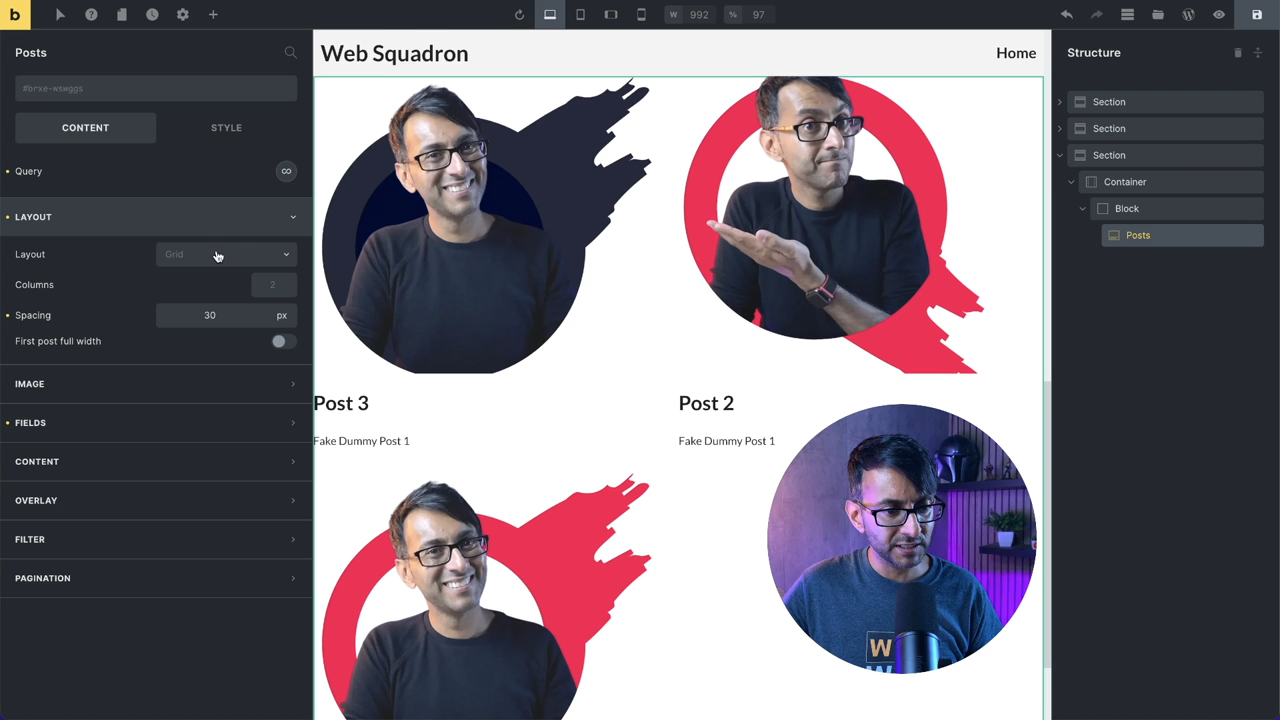 b
W 992 % 97
Posts
#brxe-wswggs
CONTENT STYLE
Query
LAYOUT
Layout Grid
Columns 2
Spacing 30 px
First post full width
IMAGE
FIELDS
CONTENT
OVERLAY
FILTER
PAGINATION
Web Squadron Home
Post 3
Fake Dummy Post 1
Post 2
Fake Dummy Post 1
W
Structure
Section
Section
Section
Container
Block
Posts